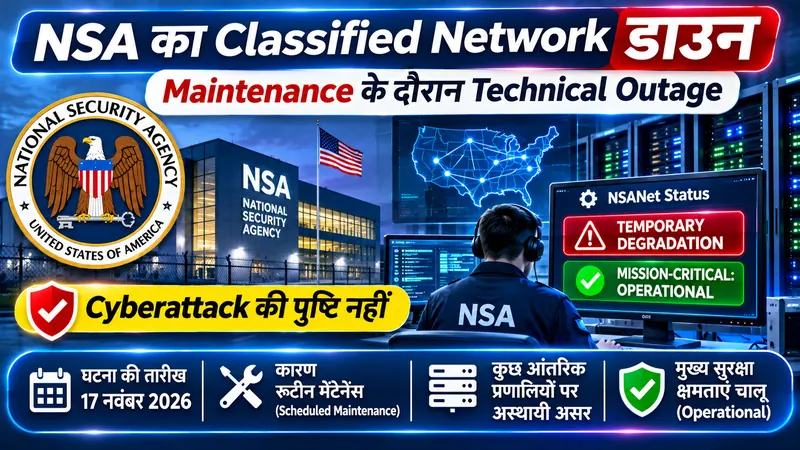 NSA का Classified Network डाउन
Maintenance के दौरान Technical Outage
NATIONAL SECURITY AGENCY
UNITED STATES OF AMERICA
NSA
NATIONAL
SECURITY
AGENCY
NSANet Status
TEMPORARY
DEGRADATION
MISSION-CRITICAL:
OPERATIONAL
NSA
Cyberattack की पुष्टि नहीं
घटना की तारीख
17 नवंबर 2026
कारण
रूटीन मेंटेनेंस
(Scheduled Maintenance)
कुछ आंतरिक
प्रणालियों पर
अस्थायी असर
मुख्य सुरक्षा
क्षमताएं चालू
(Operational)